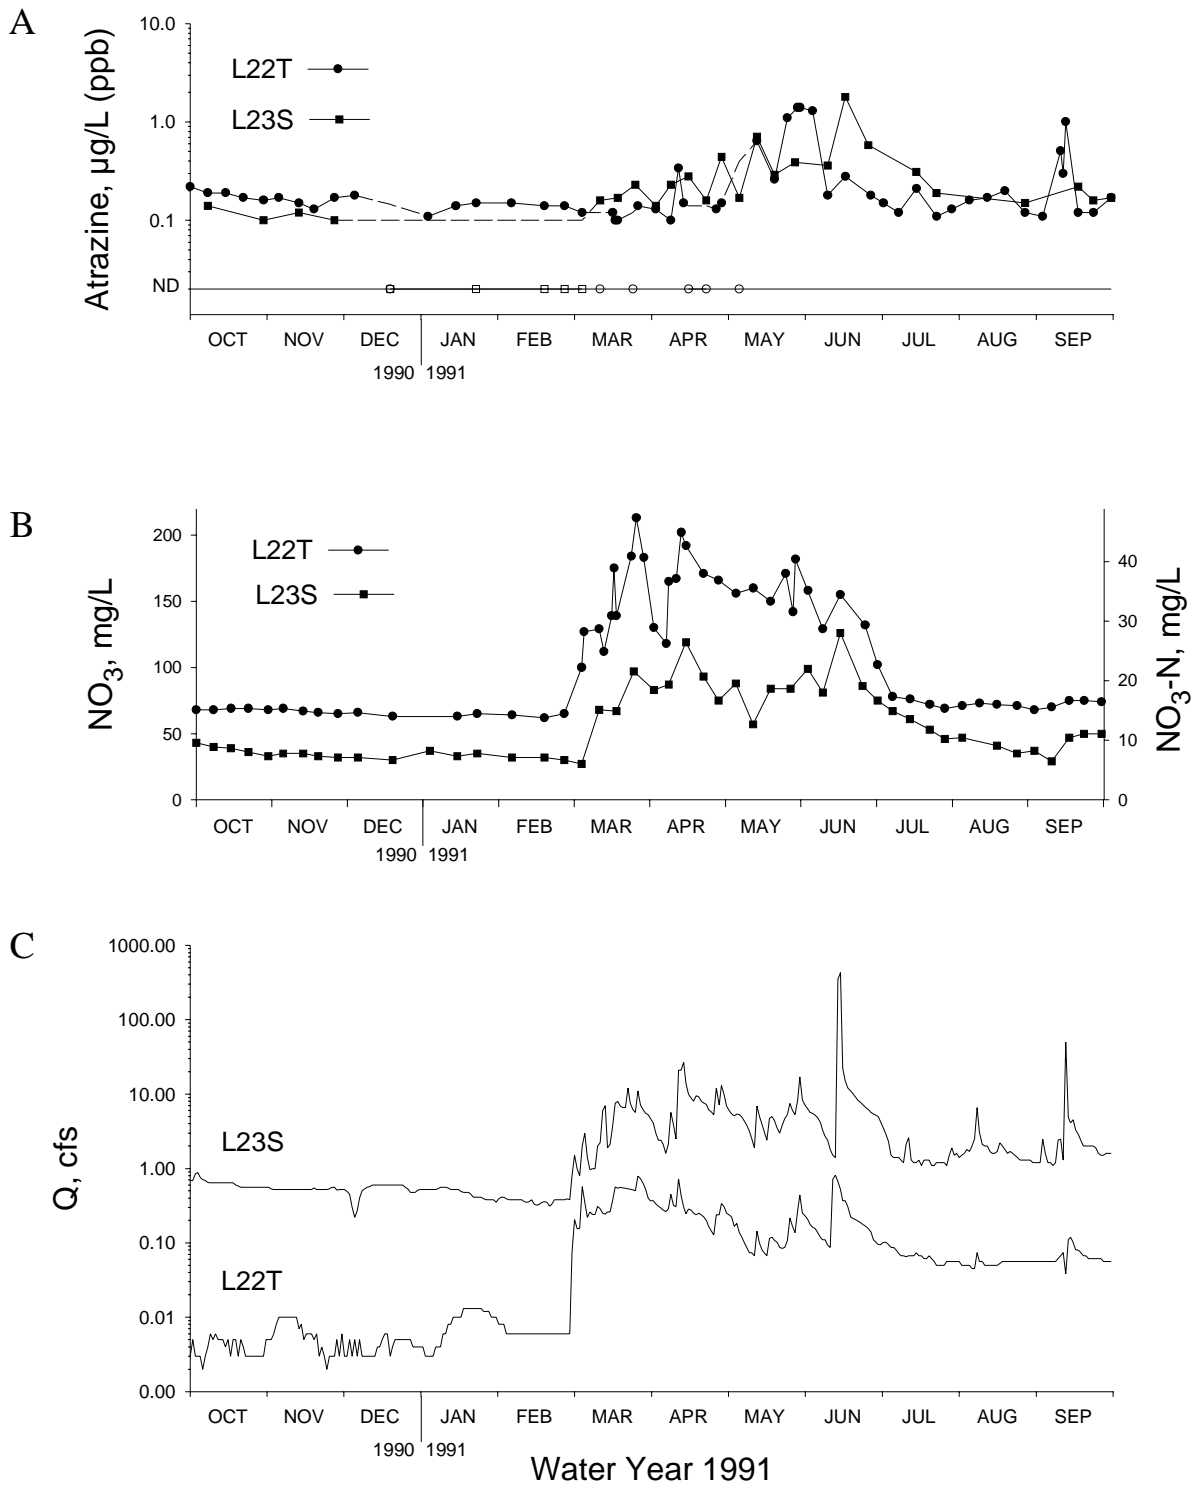 A
Atrazine, µg/L (ppb)
10.0
1.0
0.1
ND
L22T
L23S
OCT NOV DEC JAN FEB MAR APR MAY JUN JUL AUG SEP
1990 1991
B
NO3, mg/L
200
150
100
50
0
L22T
L23S
NO3-N, mg/L
40
30
20
10
0
OCT NOV DEC JAN FEB MAR APR MAY JUN JUL AUG SEP
1990 1991
C
Q, cfs
1000.00
100.00
10.00
1.00
0.10
0.01
0.00
L23S
L22T
OCT NOV DEC JAN FEB MAR APR MAY JUN JUL AUG SEP
1990 1991
Water Year 1991